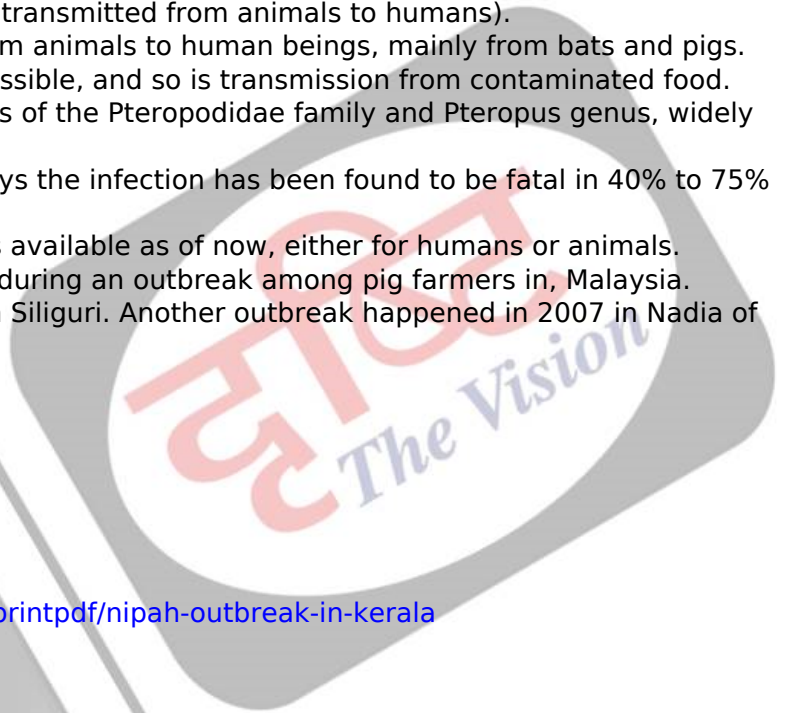 transmitted from animals to humans).
m animals to human beings, mainly from bats and pigs.
ssible, and so is transmission from contaminated food.
s of the Pteropodidae family and Pteropus genus, widely
ys the infection has been found to be fatal in 40% to 75%
s available as of now, either for humans or animals.
during an outbreak among pig farmers in, Malaysia.
Siliguri. Another outbreak happened in 2007 in Nadia of
दृष्टि
The Vision
printpdf/nipah-outbreak-in-kerala